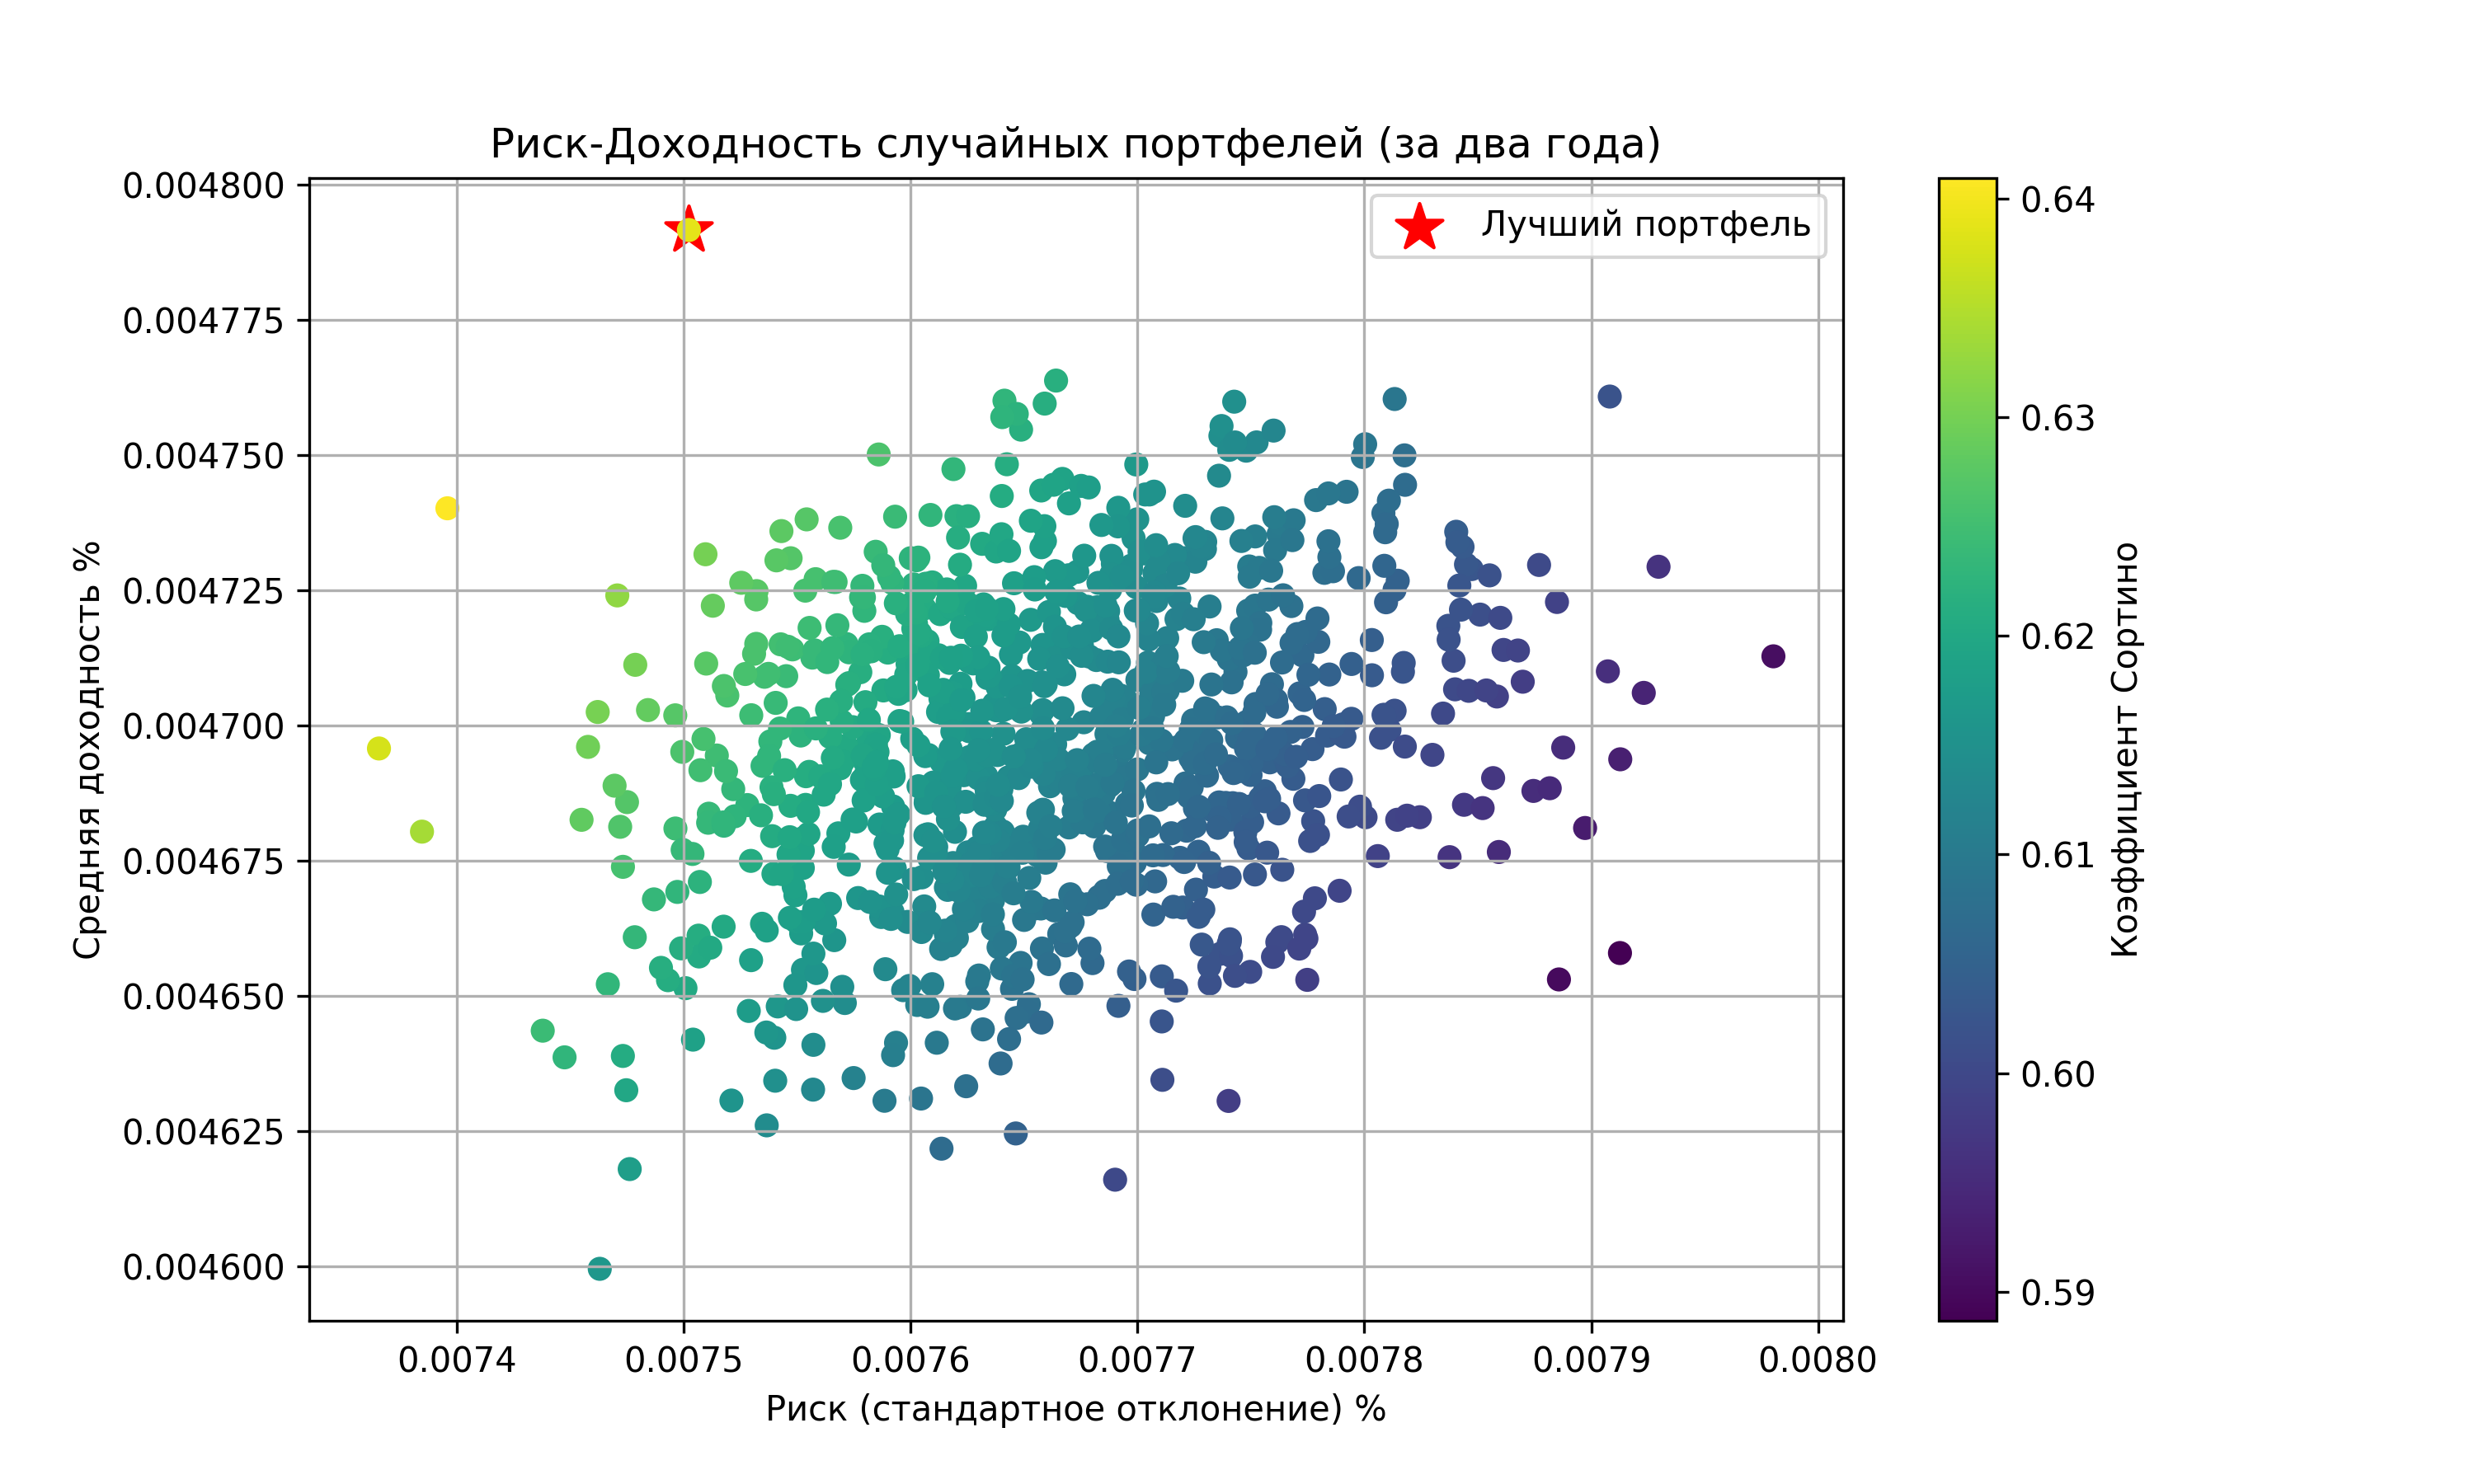 Риск-Доходность случайных портфелей (за два года)
Лучший портфель
Средняя доходность %
0.004800
0.004775
0.004750
0.004725
0.004700
0.004675
0.004650
0.004625
0.004600
0.0074 0.0075 0.0076 0.0077 0.0078 0.0079 0.0080
Риск (стандартное отклонение) %
0.64
0.63
0.62
0.61
0.60
0.59
Коэффициент Сортино